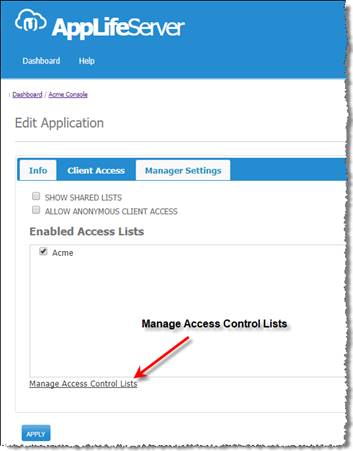 AppLifeServer
Dashboard Help
: Dashboard / Acme Console
Edit Application
Info Client Access Manager Settings
SHOW SHARED LISTS
ALLOW ANONYMOUS CLIENT ACCESS
Enabled Access Lists
Acme
Manage Access Control Lists
Manage Access Control Lists
APPLY